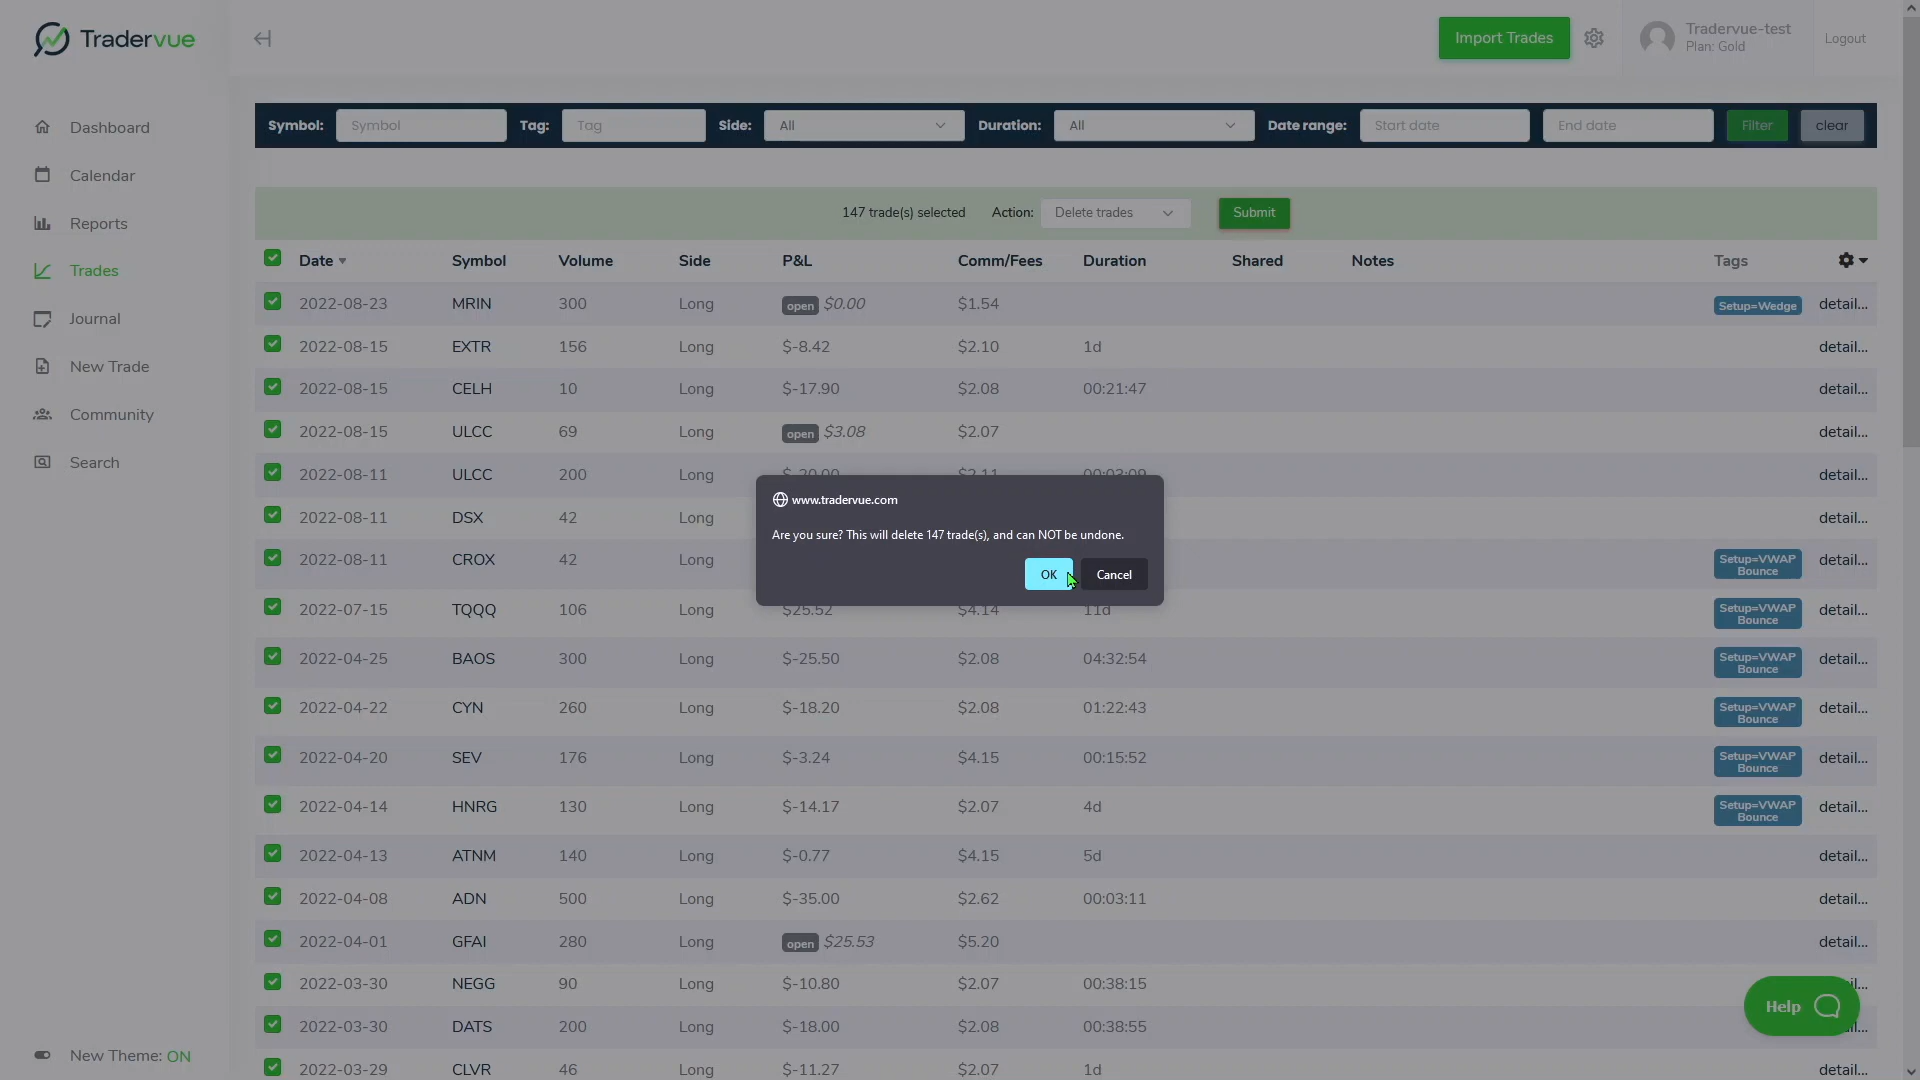 Tradervue
Import Trades
Tradervue-test
Plan: Gold
Logout
Dashboard
Calendar
Reports
Trades
Journal
New Trade
Community
Search
New Theme: ON
Symbol: Symbol Tag: Tag Side: All Duration: All Date range: Start date End date Filter clear
147 trade(s) selected Action: Delete trades Submit
Date Symbol Volume Side P&L Comm/Fees Duration Shared Notes Tags
2022-08-23 MRIN 300 Long open $0.00 $1.54 Setup=Wedge detail...
2022-08-15 EXTR 156 Long $-8.42 $2.10 1d detail...
2022-08-15 CELH 10 Long $-17.90 $2.08 00:21:47 detail...
2022-08-15 ULCC 69 Long open $3.08 $2.07 detail...
2022-08-11 ULCC 200 Long $-20.00 $2.11 00:03:09 detail...
2022-08-11 DSX 42 Long detail...
2022-08-11 CROX 42 Long Setup=VWAP Bounce detail...
www.tradervue.com
Are you sure? This will delete 147 trade(s), and can NOT be undone.
OK Cancel
2022-07-15 TQQQ 106 Long $25.52 $4.14 11d Setup=VWAP Bounce detail...
2022-04-25 BAOS 300 Long $-25.50 $2.08 04:32:54 Setup=VWAP Bounce detail...
2022-04-22 CYN 260 Long $-18.20 $2.08 01:22:43 Setup=VWAP Bounce detail...
2022-04-20 SEV 176 Long $-3.24 $4.15 00:15:52 Setup=VWAP Bounce detail...
2022-04-14 HNRG 130 Long $-14.17 $2.07 4d Setup=VWAP Bounce detail...
2022-04-13 ATNM 140 Long $-0.77 $4.15 5d detail...
2022-04-08 ADN 500 Long $-35.00 $2.62 00:03:11 detail...
2022-04-01 GFAI 280 Long open $25.53 $5.20 detail...
2022-03-30 NEGG 90 Long $-10.80 $2.07 00:38:15
2022-03-30 DATS 200 Long $-18.00 $2.08 00:38:55
2022-03-29 CLVR 46 Long $-11.27 $2.07 1d detail...
Help